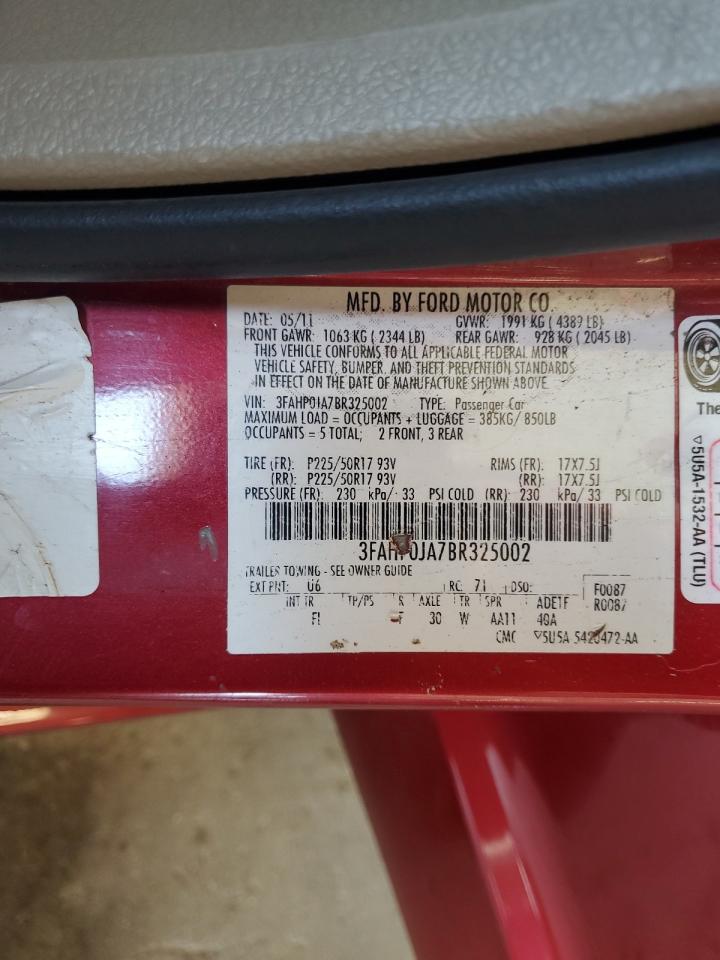 MFD. BY FORD MOTOR CO.
DATE: 05/11 GVWR: 1991 KG ( 4389 LB)
FRONT GAWR: 1063 KG ( 2344 LB) REAR GAWR: 928 KG ( 2045 LB)
THIS VEHICLE CONFORMS TO ALL APPLICABLE FEDERAL MOTOR
VEHICLE SAFETY, BUMPER, AND THEFT PREVENTION STANDARDS
IN EFFECT ON THE DATE OF MANUFACTURE SHOWN ABOVE.
VIN: 3FAHP0JA7BR325002 TYPE: Passenger Car
MAXIMUM LOAD = OCCUPANTS + LUGGAGE = 385KG/ 850LB
OCCUPANTS = 5 TOTAL; 2 FRONT, 3 REAR
TIRE (FR): P225/50R17 93V RIMS (FR): 17X7.5J
(RR): P225/50R17 93V (RR): 17X7.5J
PRESSURE (FR): 230 kPa/ 33 PSI COLD (RR): 230 kPa/ 33 PSI COLD
3FAHP0JA7BR325002
TRAILER TOWING - SEE OWNER GUIDE
EXT PNT: U6 RC: 71 DSO: F0087
INT TR TP/PS R AXLE TR SPR ADETF R0087
FI 30 W AA11 40A
CMC ▽5U5A 5420472-AA
The
▽5U5A-1532-AA (TLU)